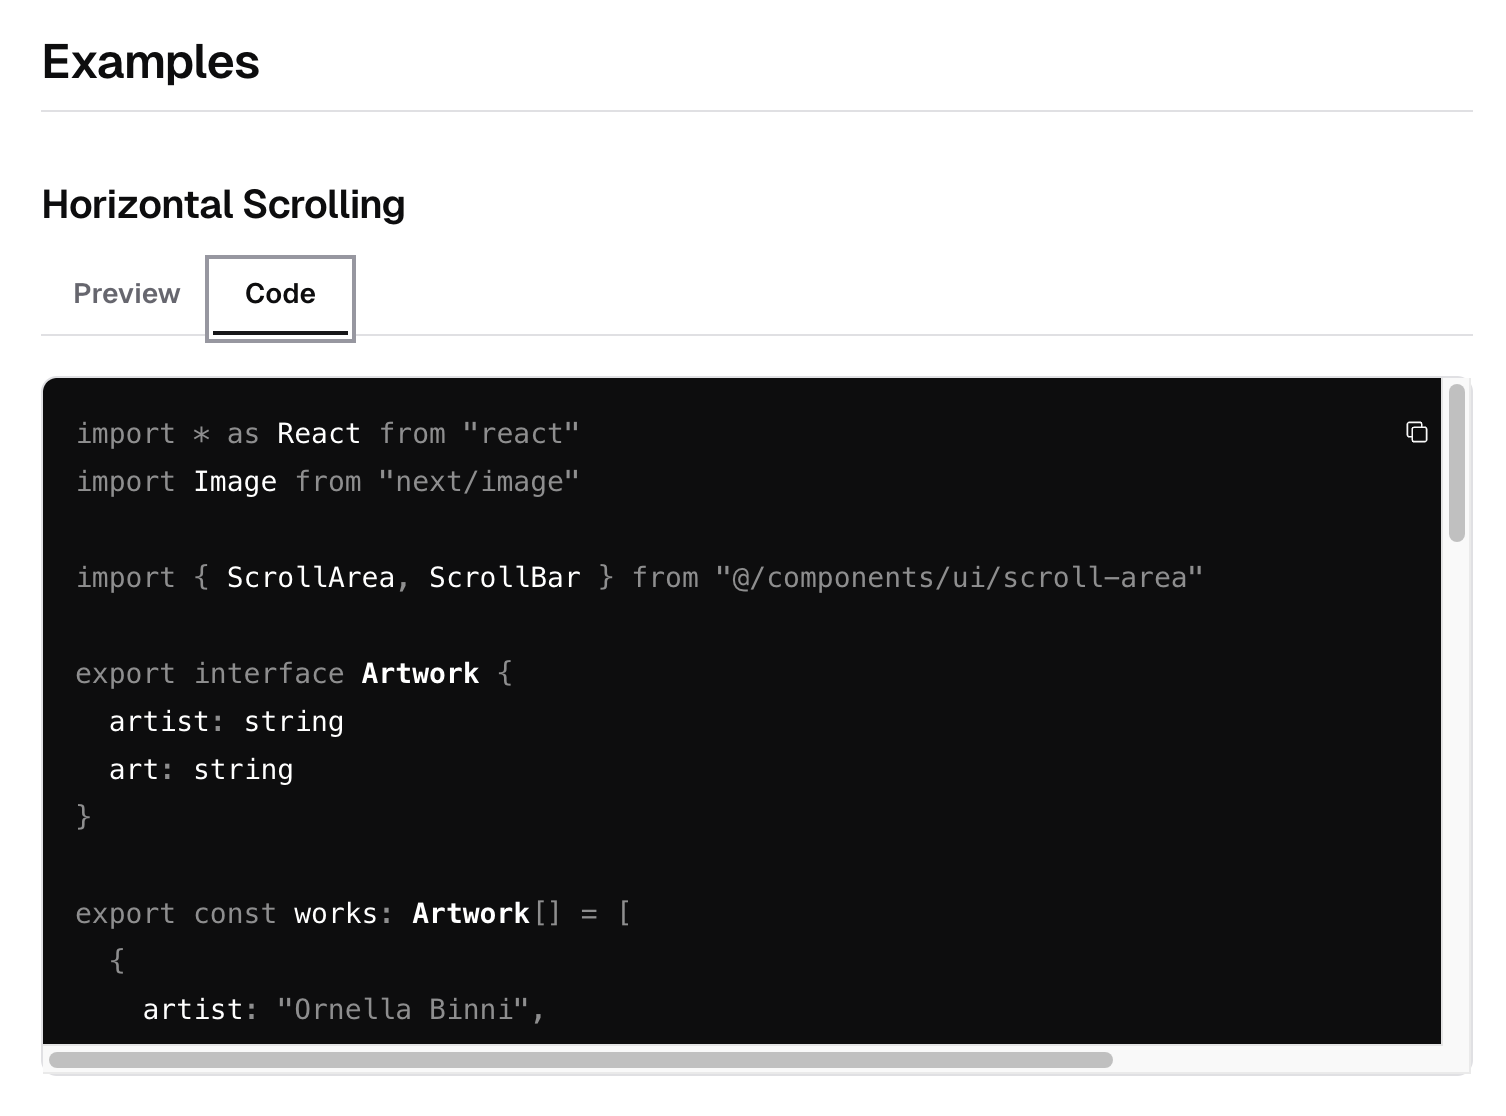 Examples
Horizontal Scrolling
Preview Code
import * as React from "react"
import Image from "next/image"
import { ScrollArea, ScrollBar } from "@/components/ui/scroll-area"
export interface Artwork {
  artist: string
  art: string
}
export const works: Artwork[] = [
  {
    artist: "Ornella Binni",